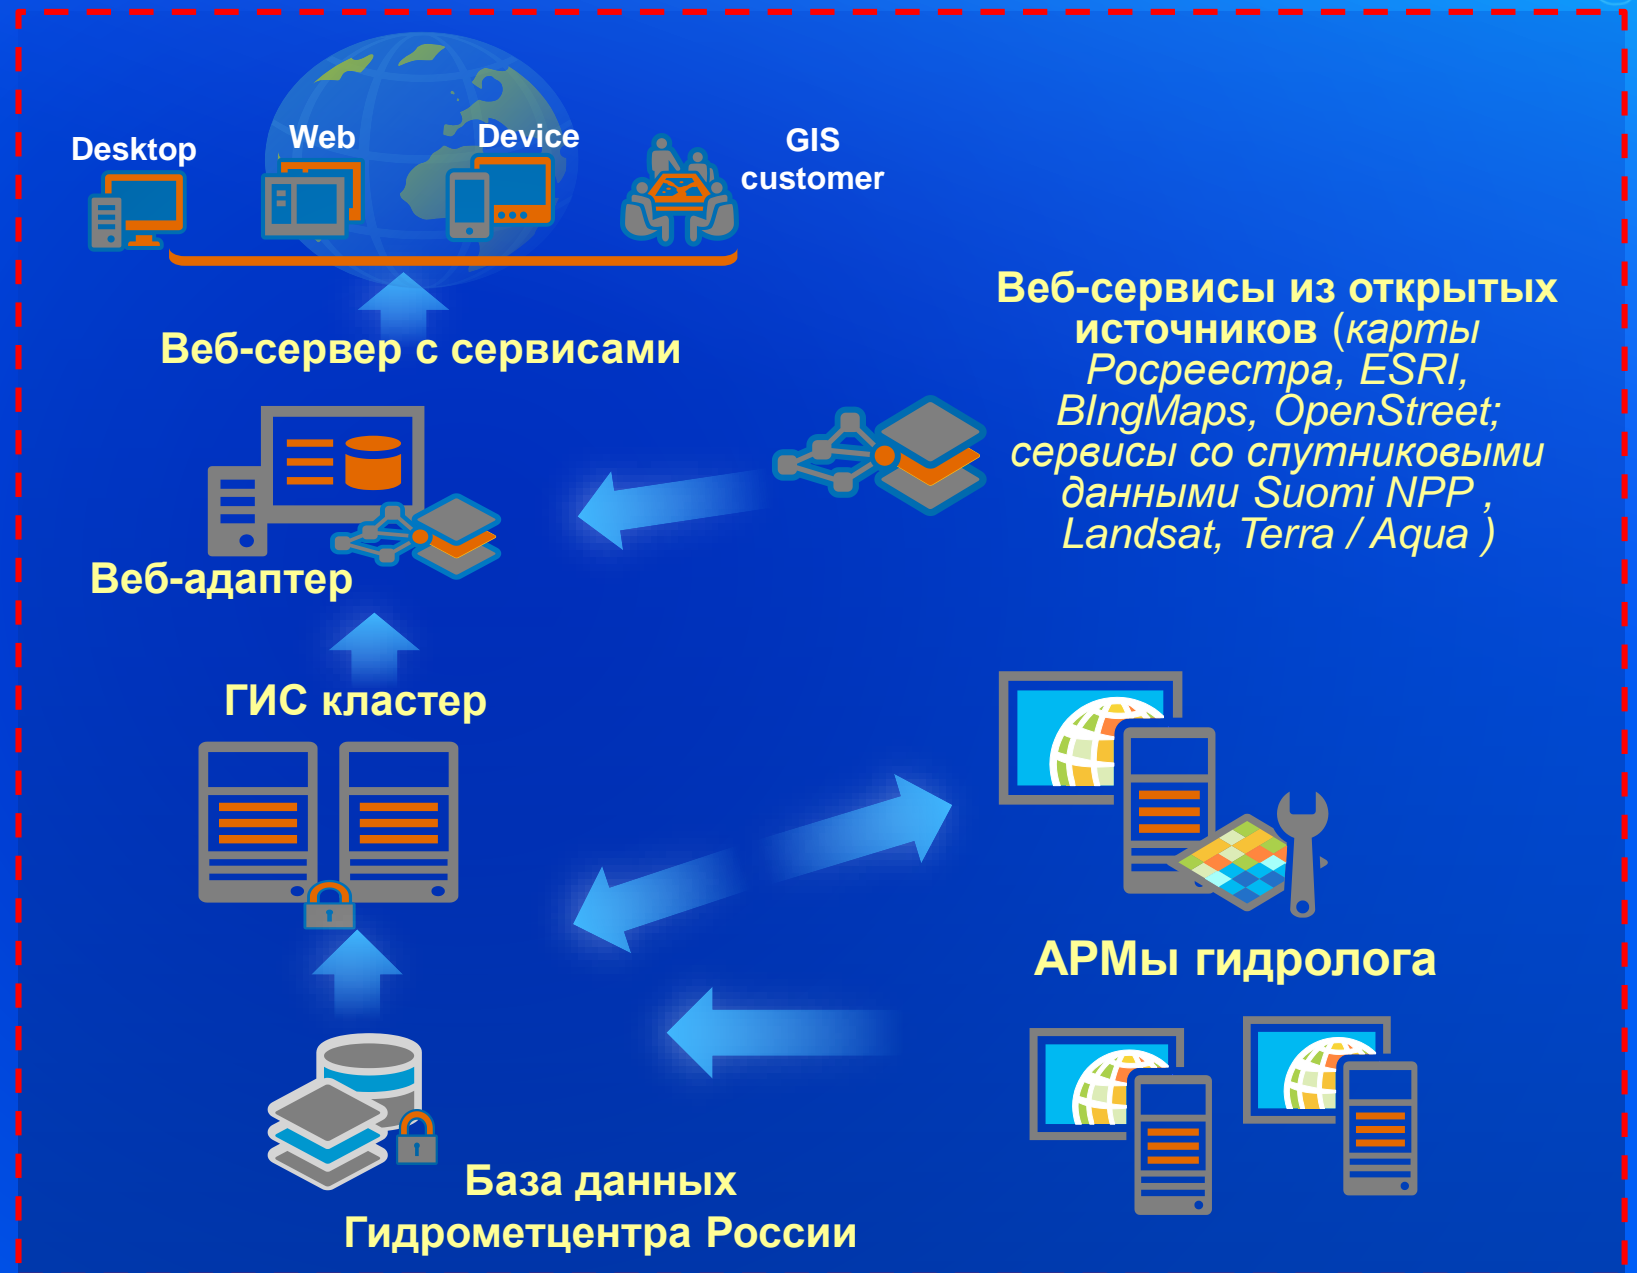 Desktop
Web
Device
GIS
customer
Веб-сервер с сервисами
Веб-сервисы из открытых
источников (карты
Росреестра, ESRI,
BIngMaps, OpenStreet;
сервисы со спутниковыми
данными Suomi NPP ,
Landsat, Terra / Aqua )
Веб-адаптер
ГИС кластер
АРМы гидролога
База данных
Гидрометцентра России